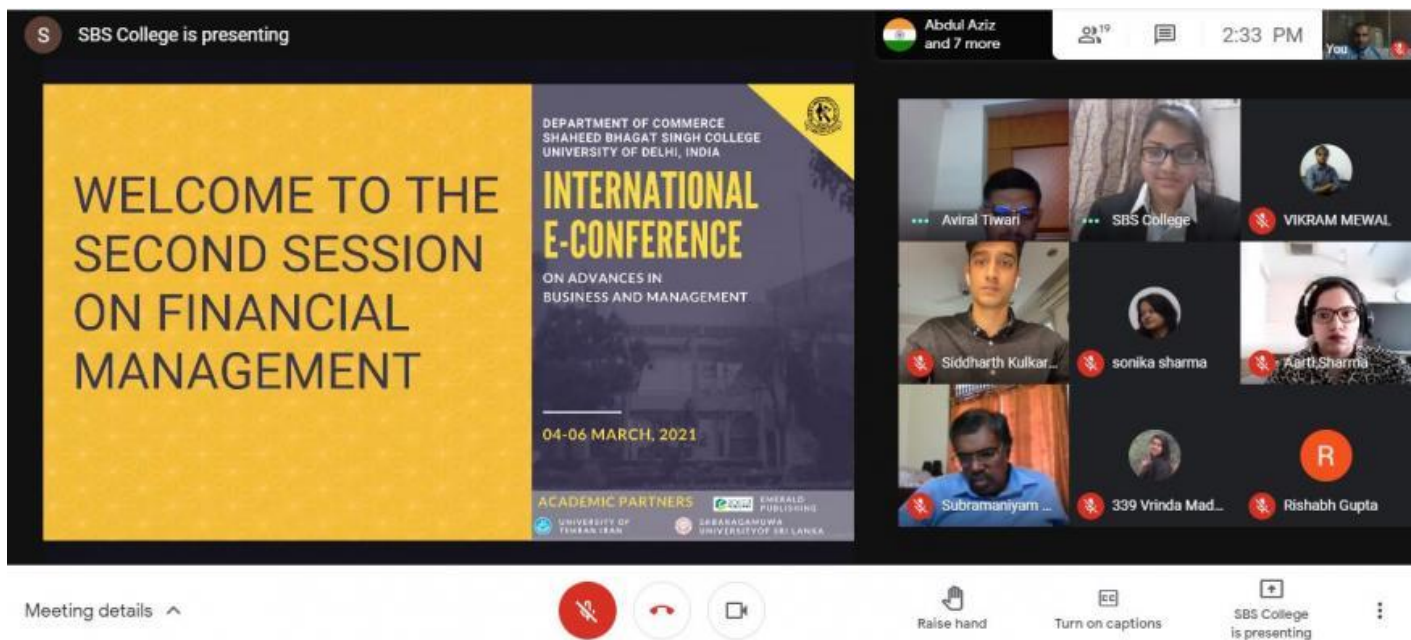 S
SBS College is presenting
Abdul Aziz
and 7 more
19
2:33 PM
You
WELCOME TO THE
SECOND SESSION
ON FINANCIAL
MANAGEMENT
DEPARTMENT OF COMMERCE
SHAHEED BHAGAT SINGH COLLEGE
UNIVERSITY OF DELHI, INDIA
INTERNATIONAL
E-CONFERENCE
ON ADVANCES IN
BUSINESS AND MANAGEMENT
04-06 MARCH, 2021
ACADEMIC PARTNERS
EMERALD
PUBLISHING
UNIVERSITY OF
TEHRAN IRAN
SABARAGAMUWA
UNIVERSITYOF SRI LANKA
Aviral Tiwari
SBS College
VIKRAM MEWAL
Siddharth Kulkar...
sonika sharma
Aarti Sharma
Subramaniyam ...
339 Vrinda Mad...
R
Rishabh Gupta
Meeting details
Raise hand
CC
Turn on captions
SBS College
is presenting